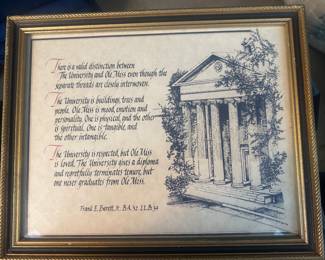 There is a valid distinction between
The University and Ole Miss even though the
separate threads are closely interwoven.
The University is buildings, trees and
people. Ole Miss is mood, emotion and
personality. One is physical, and the other
is spiritual. One is tangible, and
the other intangible.
The University is respected, but Ole Miss
is loved. The University gives a diploma
and regretfully terminates tenure, but
one never graduates from Ole Miss.
Frank E. Everett, Jr. B.A. '32 LL.B. '34